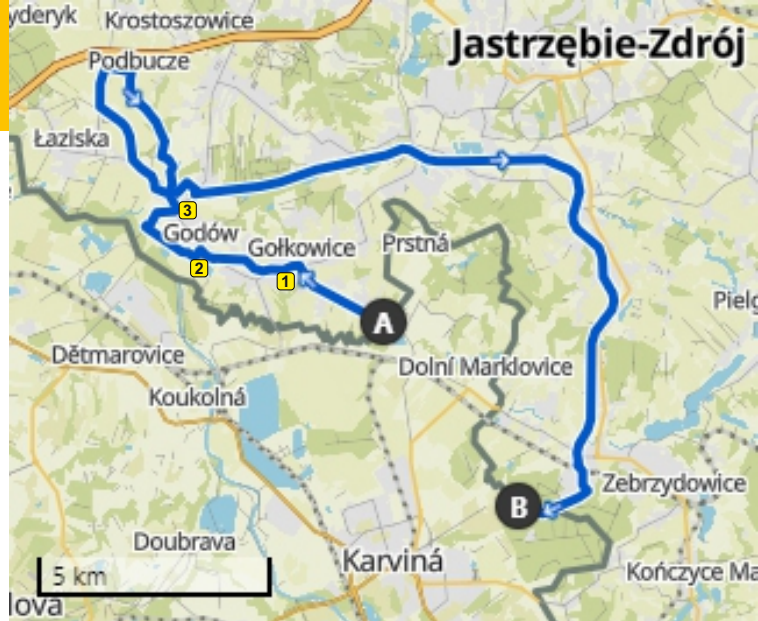 yderyk
Krostoszowice
Jastrzębie-Zdrój
Podbucze
Łaziska
3
Godów
Gołkowice
Prstná
2
1
Pielg
A
Dětmarovice
Dolní Marklovice
Koukolná
Zebrzydowice
B
Doubrava
Karviná
5 km
Kończyce Ma
lova